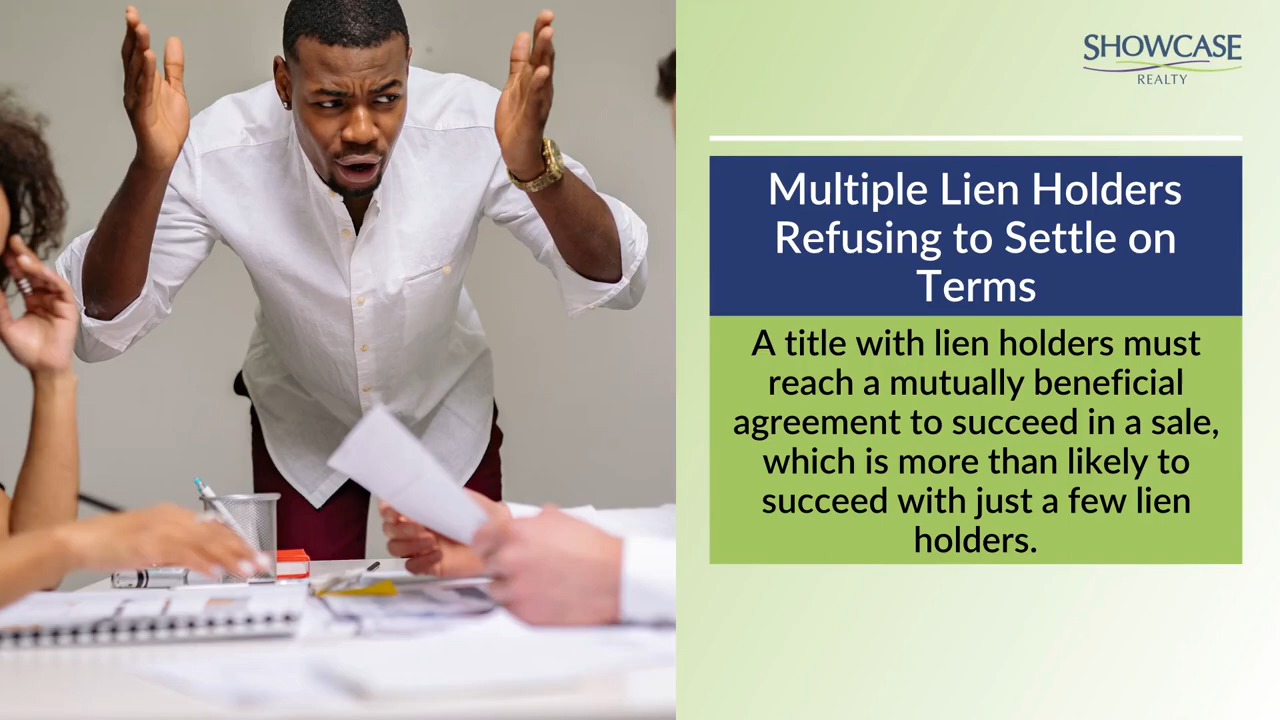 SHOWCASE
REALTY
Multiple Lien Holders
Refusing to Settle on
Terms
A title with lien holders must
reach a mutually beneficial
agreement to succeed in a sale,
which is more than likely to
succeed with just a few lien
holders.